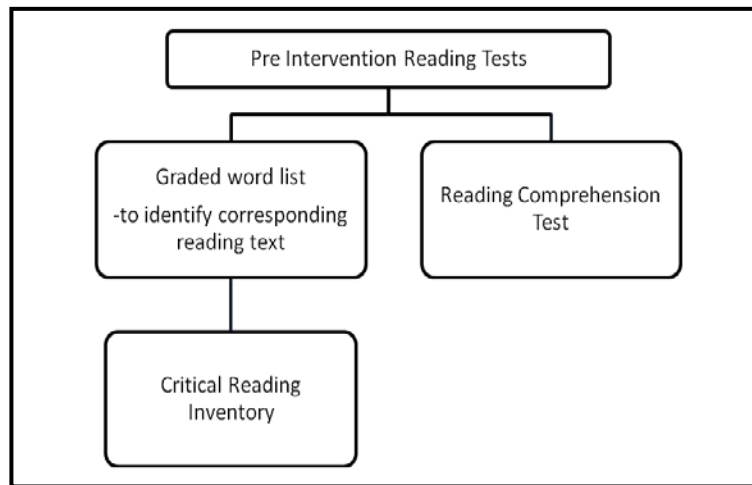 Pre Intervention Reading Tests
Graded word list
-to identify corresponding
reading text
Reading Comprehension
Test
Critical Reading
Inventory